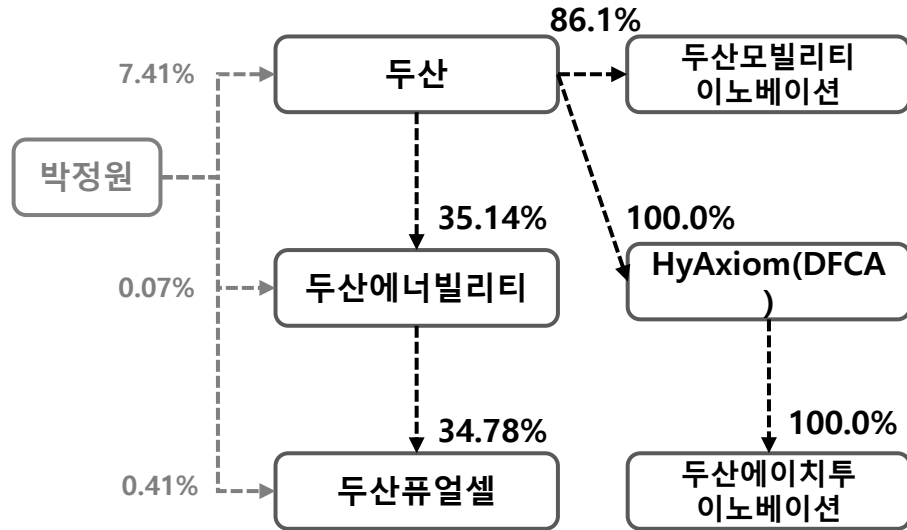 86.1%
7.41%
두산
두산모빌리티
이노베이션
박정원
35.14%
100.0%
0.07%
두산에너빌리티
HyAxiom(DFCA
)
34.78%
100.0%
0.41%
두산퓨얼셀
두산에이치투
이노베이션